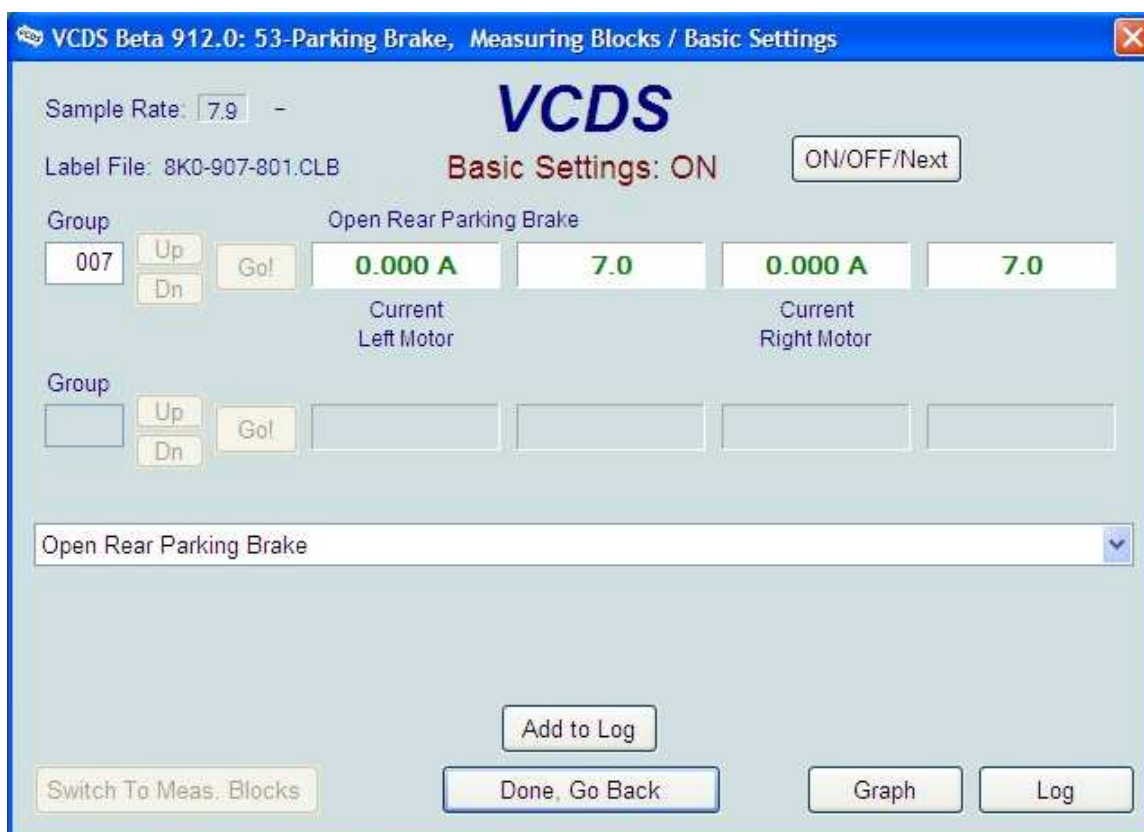 VCDS Beta 912.0: 53-Parking Brake, Measuring Blocks / Basic Settings
Sample Rate: 7.9 -
VCDS
Label File: 8K0-907-801.CLB
Basic Settings: ON
ON/OFF/Next
Group
Open Rear Parking Brake
007
Up
Dn
Go!
0.000 A
7.0
0.000 A
7.0
Current
Left Motor
Current
Right Motor
Group
Up
Dn
Go!
Open Rear Parking Brake
Add to Log
Switch To Meas. Blocks
Done, Go Back
Graph
Log